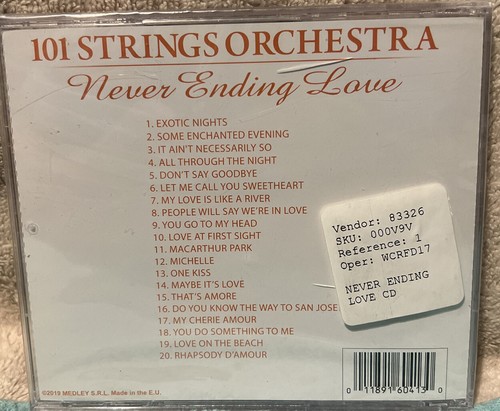 101 STRINGS ORCHESTRA
Never Ending Love
1. EXOTIC NIGHTS
2. SOME ENCHANTED EVENING
3. IT AIN'T NECESSARILY SO
4. ALL THROUGH THE NIGHT
5. DON'T SAY GOODBYE
6. LET ME CALL YOU SWEETHEART
7. MY LOVE IS LIKE A RIVER
8. PEOPLE WILL SAY WE'RE IN LOVE
9. YOU GO TO MY HEAD
10. LOVE AT FIRST SIGHT
11. MACARTHUR PARK
12. MICHELLE
13. ONE KISS
14. MAYBE IT'S LOVE
15. THAT'S AMORE
16. DO YOU KNOW THE WAY TO SAN JOSE
17. MY CHERIE AMOUR
18. YOU DO SOMETHING TO ME
19. LOVE ON THE BEACH
20. RHAPSODY D'AMOUR
Vendor: 83326
SKU: 000V9V
Reference: 1
Oper: WCRFD17
NEVER ENDING
LOVE CD
©2019 MEDLEY S.R.L. Made in the E.U.
0 11891 60413 0